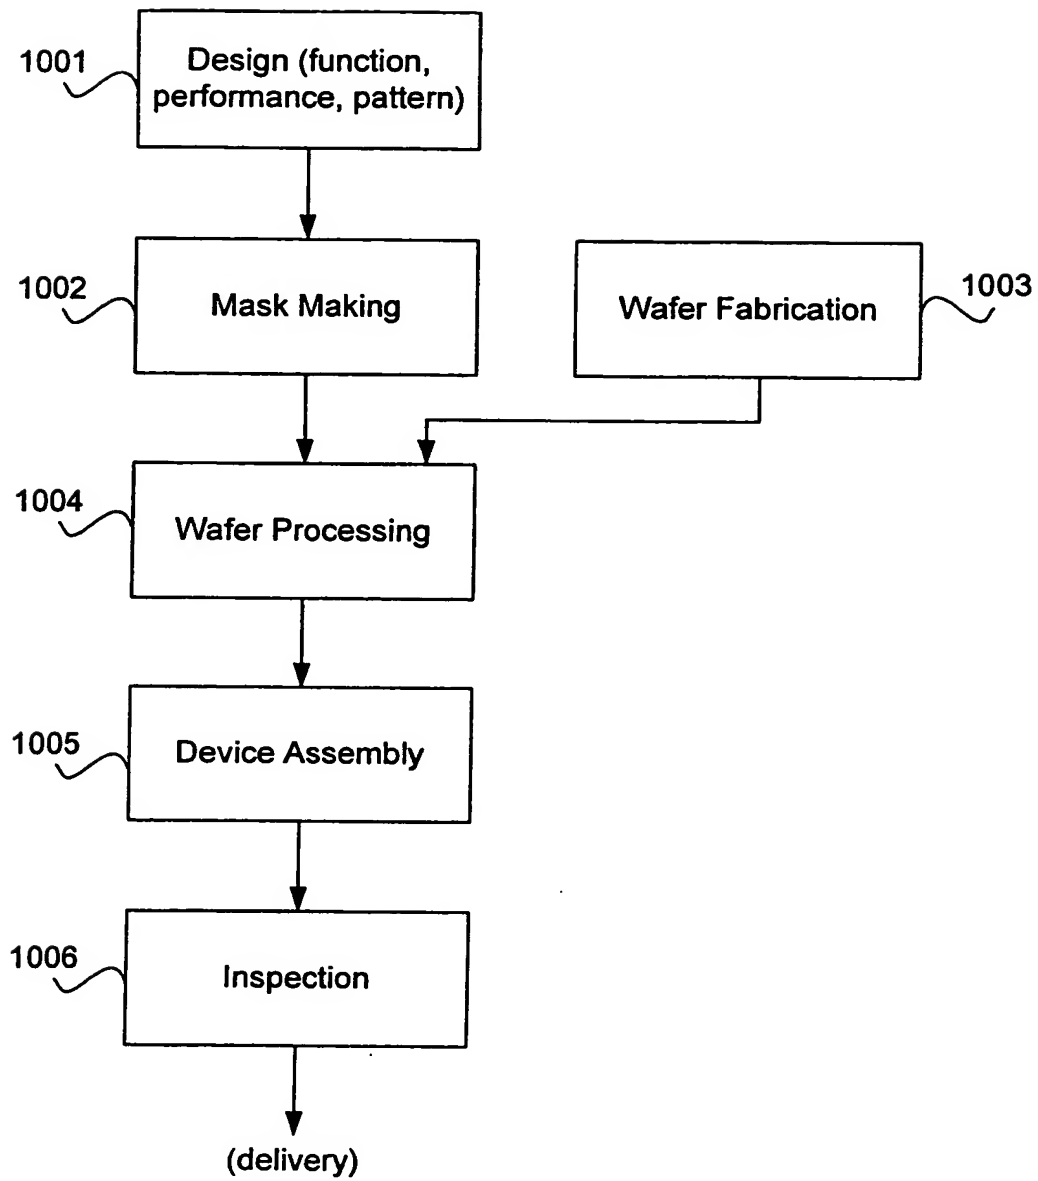 1001
Design (function,
performance, pattern)
1002
Mask Making
Wafer Fabrication
1003
1004
Wafer Processing
1005
Device Assembly
1006
Inspection
(delivery)